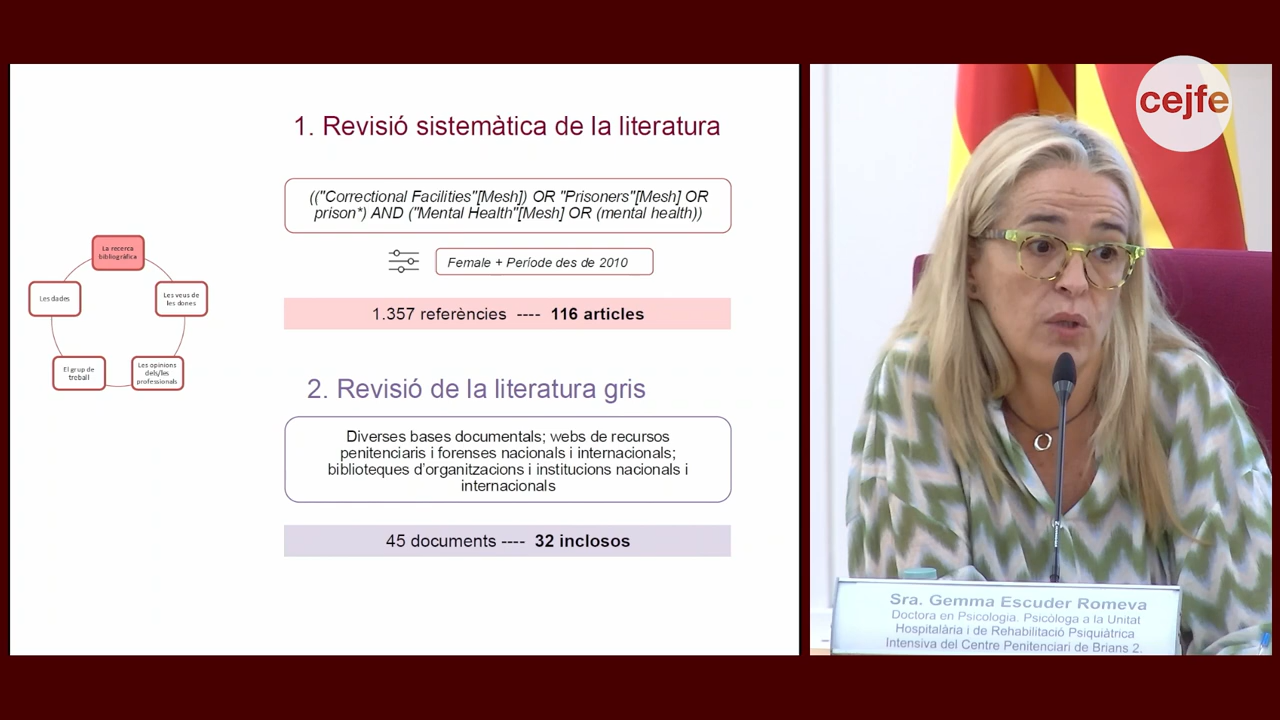 1. Revisió sistemàtica de la literatura
(("Correctional Facilities"[Mesh]) OR "Prisoners"[Mesh] OR
prison*) AND ("Mental Health"[Mesh] OR (mental health))
Female + Període des de 2010
1.357 referències ---- 116 articles
La recerca
bibliogràfica
Les dades
Les veus de
les dones
El grup de
treball
Les opinions
dels/les
professionals
2. Revisió de la literatura gris
Diverses bases documentals; webs de recursos
penitenciaris i forenses nacionals i internacionals;
biblioteques d'organitzacions i institucions nacionals i
internacionals
45 documents ---- 32 inclosos
cejfe
Sra. Gemma Escuder Romeva
Doctora en Psicologia. Psicòloga a la Unitat
Hospitalària i de Rehabilitació Psiquiàtrica
Intensiva del Centre Penitenciari de Brians 2.